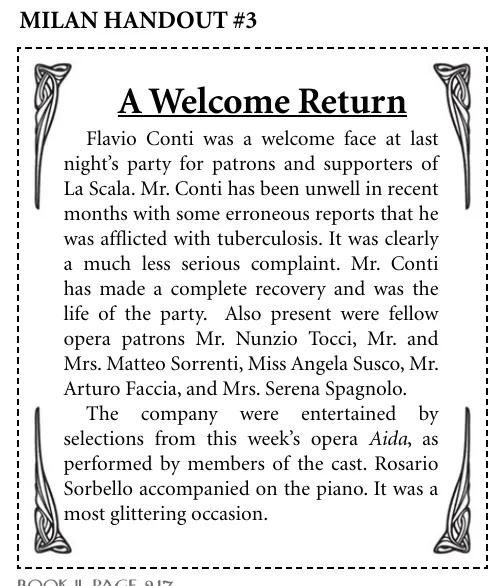 MILAN HANDOUT #3
A Welcome Return
Flavio Conti was a welcome face at last
night's party for patrons and supporters of
La Scala. Mr. Conti has been unwell in recent
months with some erroneous reports that he
was afflicted with tuberculosis. It was clearly
a much less serious complaint. Mr. Conti
has made a complete recovery and was the
life of the party. Also present were fellow
opera patrons Mr. Nunzio Tocci, Mr. and
Mrs. Matteo Sorrenti, Miss Angela Susco, Mr.
Arturo Faccia, and Mrs. Serena Spagnolo.
The company were entertained by
selections from this week's opera Aida, as
performed by members of the cast. Rosario
Sorbello accompanied on the piano. It was a
most glittering occasion.
BOOK II, PAGE